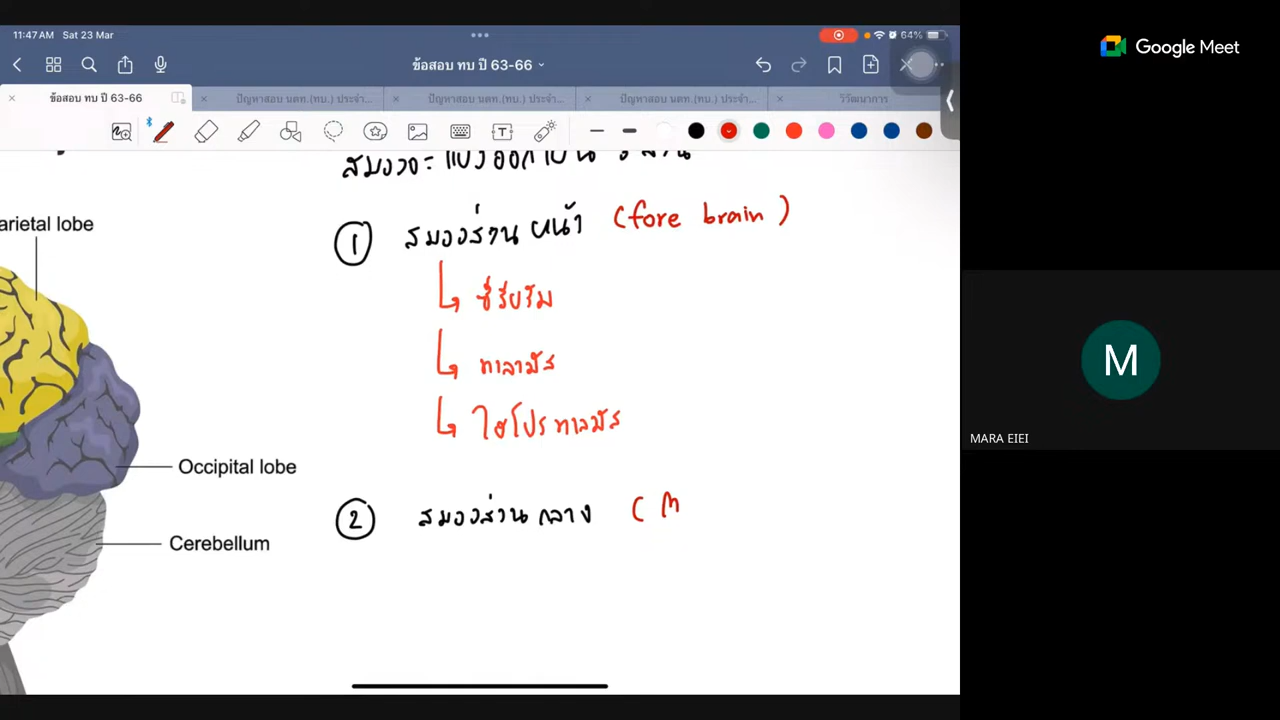 11:47AM Sat 23 Mar
64%
Google Meet
ข้อสอบ ทบ ปี 63-66
ข้อสอบ ทบ ปี 63-66
ปัญหาสอบ นตท.(ทบ.) ประจำ...
ปัญหาสอบ นตท.(ทบ.) ประจำ...
ปัญหาสอบ นตท.(ทบ.) ประจำ...
วิวัฒนาการ
สมองจะแบ่งออกเป็น 3 ส่วน
arietal lobe
① สมองส่วนหน้า (fore brain)
↳ ซีรีบรัม
↳ ทาลามัส
↳ ไฮโปรทาลมัส
Occipital lobe
② สมองส่วนกลาง ( M
Cerebellum
M
MARA EIEI